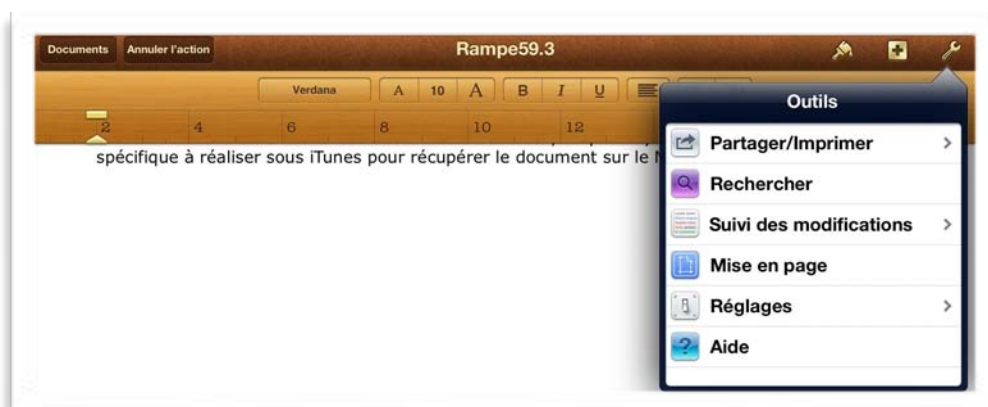 Documents Annuler l'action Rampe59.3
Verdana A 10 A B I U
2 4 6 8 10 12
spécifique à réaliser sous iTunes pour récupérer le document sur le
Outils
Partager/Imprimer
Rechercher
Suivi des modifications
Mise en page
Réglages
Aide